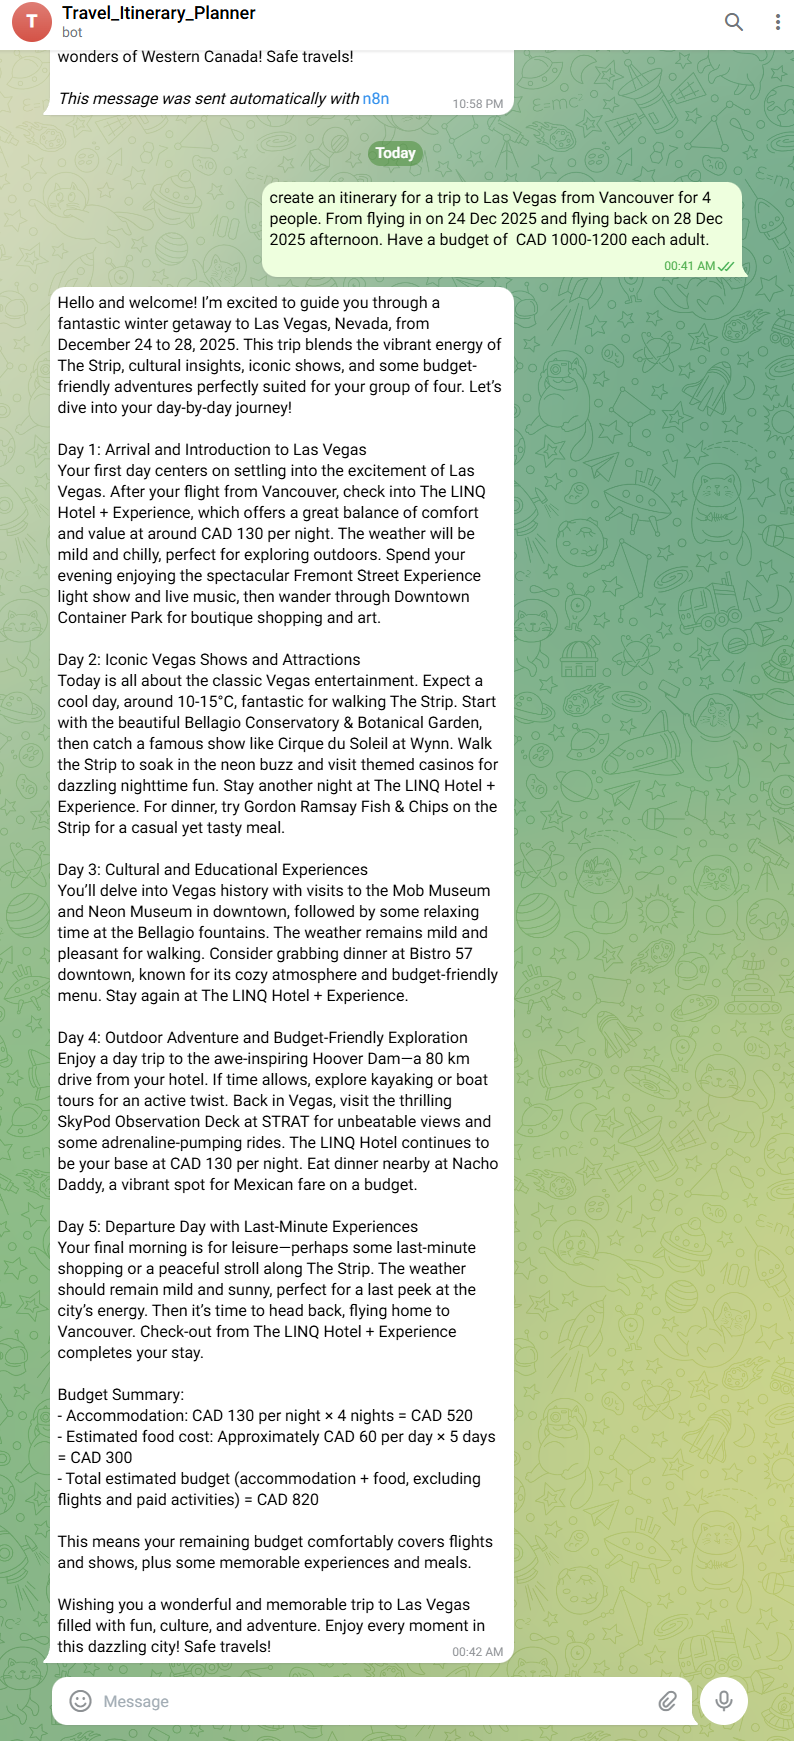 T
Travel_Itinerary_Planner
bot
wonders of Western Canada! Safe travels!
This message was sent automatically with n8n
10:58 PM
Today
create an itinerary for a trip to Las Vegas from Vancouver for 4
people. From flying in on 24 Dec 2025 and flying back on 28 Dec
2025 afternoon. Have a budget of  CAD 1000-1200 each adult.
00:41 AM
Hello and welcome! I'm excited to guide you through a
fantastic winter getaway to Las Vegas, Nevada, from
December 24 to 28, 2025. This trip blends the vibrant energy of
The Strip, cultural insights, iconic shows, and some budget-
friendly adventures perfectly suited for your group of four. Let's
dive into your day-by-day journey!
Day 1: Arrival and Introduction to Las Vegas
Your first day centers on settling into the excitement of Las
Vegas. After your flight from Vancouver, check into The LINQ
Hotel + Experience, which offers a great balance of comfort
and value at around CAD 130 per night. The weather will be
mild and chilly, perfect for exploring outdoors. Spend your
evening enjoying the spectacular Fremont Street Experience
light show and live music, then wander through Downtown
Container Park for boutique shopping and art.
Day 2: Iconic Vegas Shows and Attractions
Today is all about the classic Vegas entertainment. Expect a
cool day, around 10-15°C, fantastic for walking The Strip. Start
with the beautiful Bellagio Conservatory & Botanical Garden,
then catch a famous show like Cirque du Soleil at Wynn. Walk
the Strip to soak in the neon buzz and visit themed casinos for
dazzling nighttime fun. Stay another night at The LINQ Hotel +
Experience. For dinner, try Gordon Ramsay Fish & Chips on the
Strip for a casual yet tasty meal.
Day 3: Cultural and Educational Experiences
You'll delve into Vegas history with visits to the Mob Museum
and Neon Museum in downtown, followed by some relaxing
time at the Bellagio fountains. The weather remains mild and
pleasant for walking. Consider grabbing dinner at Bistro 57
downtown, known for its cozy atmosphere and budget-friendly
menu. Stay again at The LINQ Hotel + Experience.
Day 4: Outdoor Adventure and Budget-Friendly Exploration
Enjoy a day trip to the awe-inspiring Hoover Dam—a 80 km
drive from your hotel. If time allows, explore kayaking or boat
tours for an active twist. Back in Vegas, visit the thrilling
SkyPod Observation Deck at STRAT for unbeatable views and
some adrenaline-pumping rides. The LINQ Hotel continues to
be your base at CAD 130 per night. Eat dinner nearby at Nacho
Daddy, a vibrant spot for Mexican fare on a budget.
Day 5: Departure Day with Last-Minute Experiences
Your final morning is for leisure—perhaps some last-minute
shopping or a peaceful stroll along The Strip. The weather
should remain mild and sunny, perfect for a last peek at the
city's energy. Then it's time to head back, flying home to
Vancouver. Check-out from The LINQ Hotel + Experience
completes your stay.
Budget Summary:
- Accommodation: CAD 130 per night × 4 nights = CAD 520
- Estimated food cost: Approximately CAD 60 per day × 5 days
= CAD 300
- Total estimated budget (accommodation + food, excluding
flights and paid activities) = CAD 820
This means your remaining budget comfortably covers flights
and shows, plus some memorable experiences and meals.
Wishing you a wonderful and memorable trip to Las Vegas
filled with fun, culture, and adventure. Enjoy every moment in
this dazzling city! Safe travels!
00:42 AM
Message